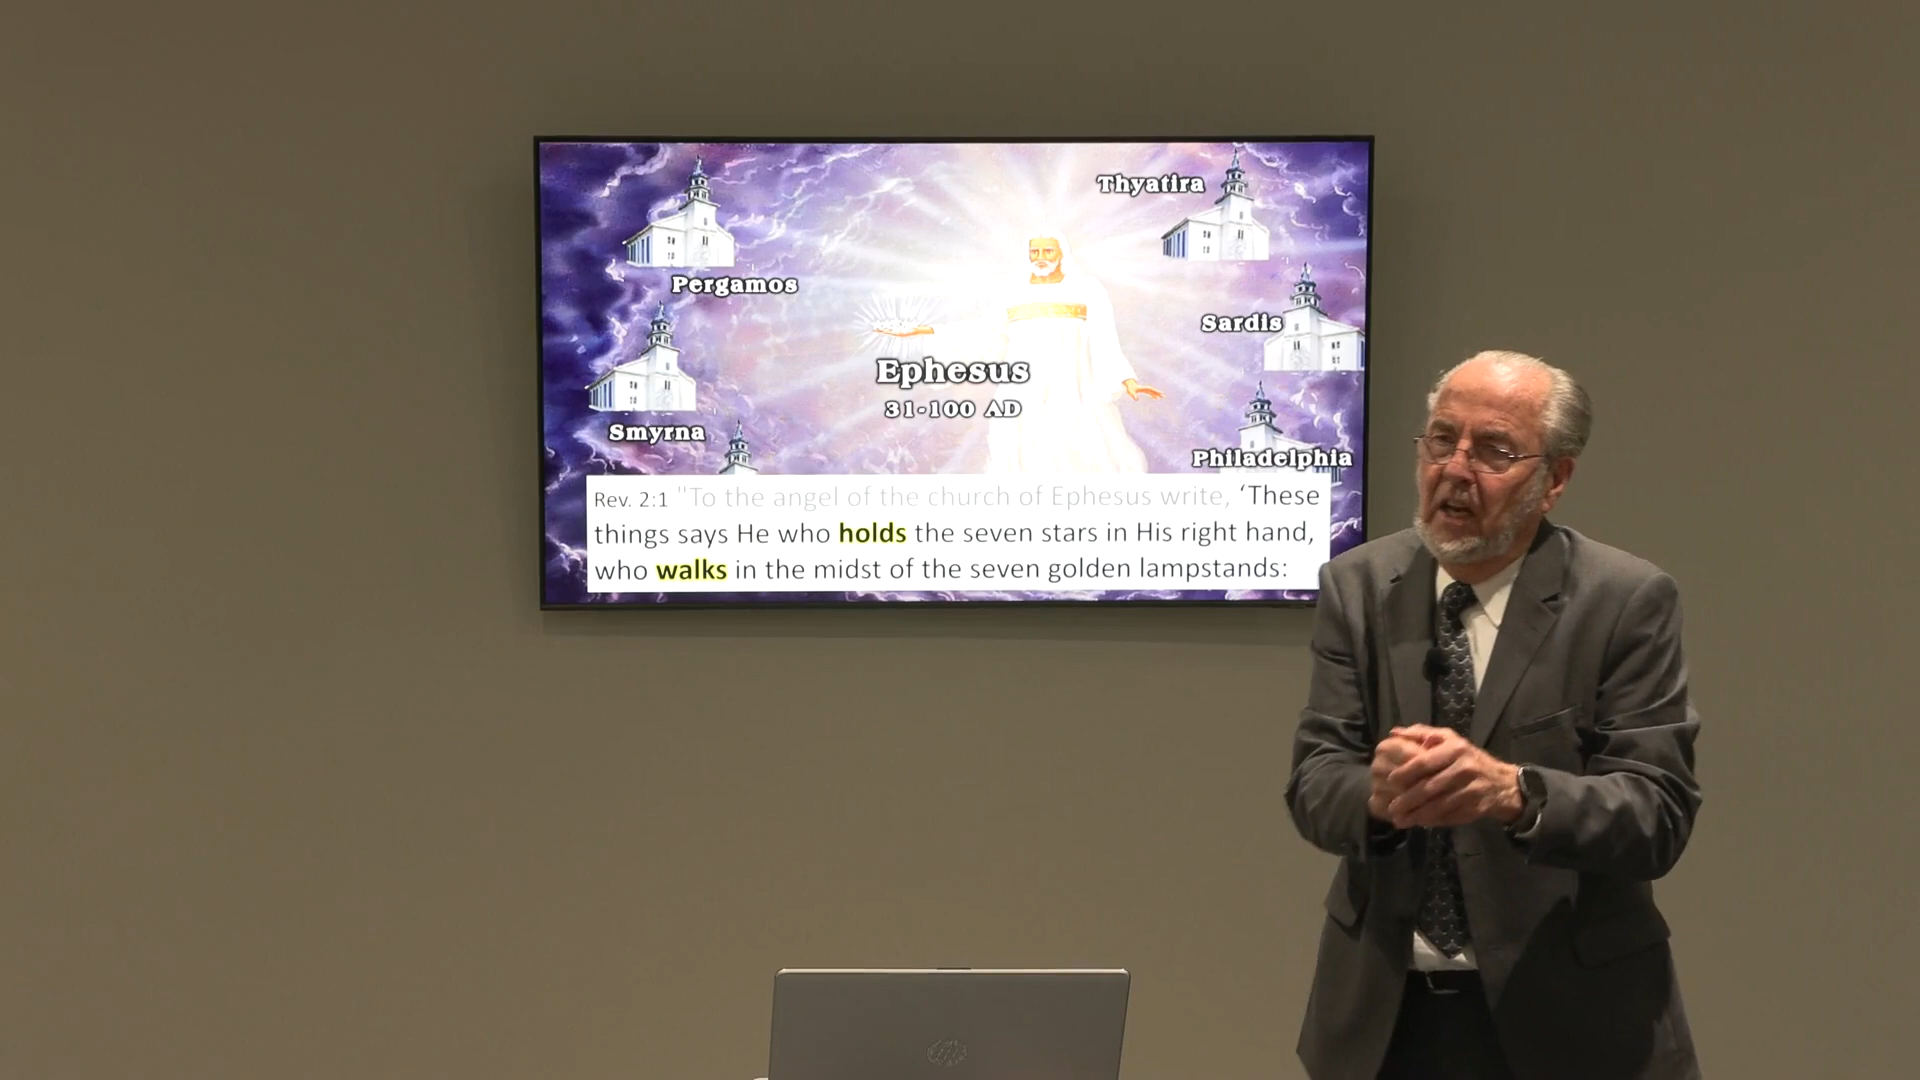 Thyatira
Pergamos
Sardis
Ephesus
31-100 AD
Smyrna
Philadelphia
Rev. 2:1 "To the angel of the church of Ephesus write, ‘These
things says He who holds the seven stars in His right hand,
who walks in the midst of the seven golden lampstands:
hp